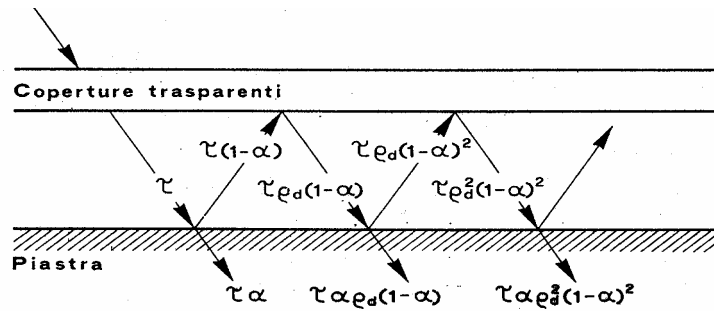 Coperture trasparenti
τ(1-α)
τρd(1-α)²
τ
τρd(1-α)
τρd²(1-α)²
Piastra
τα
ταρd(1-α)
ταρd²(1-α)²